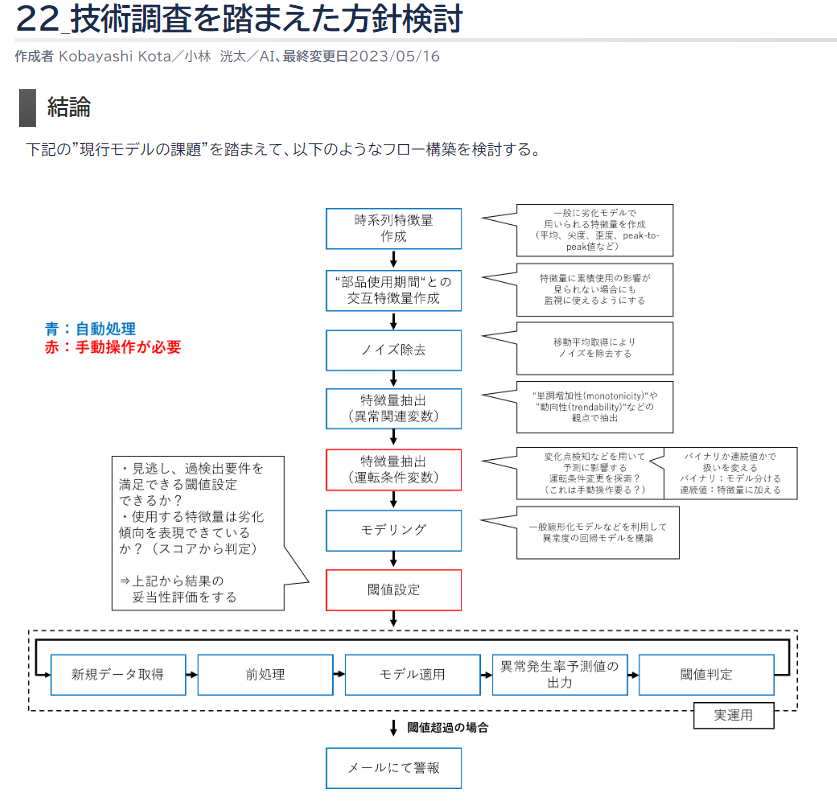 22_技術調査を踏まえた方針検討
作成者 Kobayashi Kota／小林 洸太／AI、最終変更日2023/05/16
結論
下記の”現行モデルの課題”を踏まえて、以下のようなフロー構築を検討する。
青：自動処理
赤：手動操作が必要
時系列特徴量
作成
一般に劣化モデルで
用いられる特徴量を作成
（平均、尖度、歪度、peak-to-
peak値など）
“部品使用期間“との
交互特徴量作成
特徴量に累積使用の影響が
見られない場合にも
監視に使えるようにする
ノイズ除去
移動平均取得により
ノイズを除去する
特徴量抽出
（異常関連変数）
“単調増加性(monotonicity)“や
”動向性(trendability)“などの
観点で抽出
特徴量抽出
（運転条件変数）
変化点検知などを用いて
予測に影響する
運転条件変更を探索？
（これは手動操作要る？）
バイナリか連続値かで
扱いを変える
バイナリ：モデル分ける
連続値：特徴量に加える
モデリング
一般線形化モデルなどを利用して
異常度の回帰モデルを構築
・見逃し、過検出要件を
満足できる閾値設定
できるか？
・使用する特徴量は劣化
傾向を表現できている
か？（スコアから判定）
⇒上記から結果の
妥当性評価をする
閾値設定
新規データ取得
前処理
モデル適用
異常発生率予測値の
出力
閾値判定
実運用
閾値超過の場合
メールにて警報